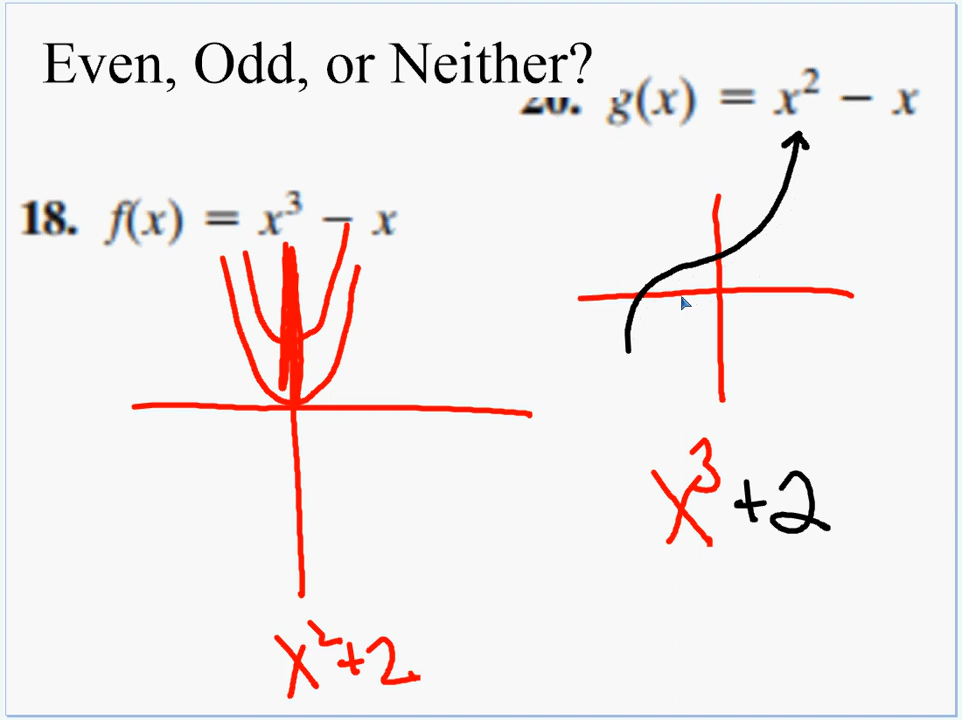 Even, Odd, or Neither?
20. g(x) = x² − x
18. f(x) = x³ − x
x³ + 2
x² + 2